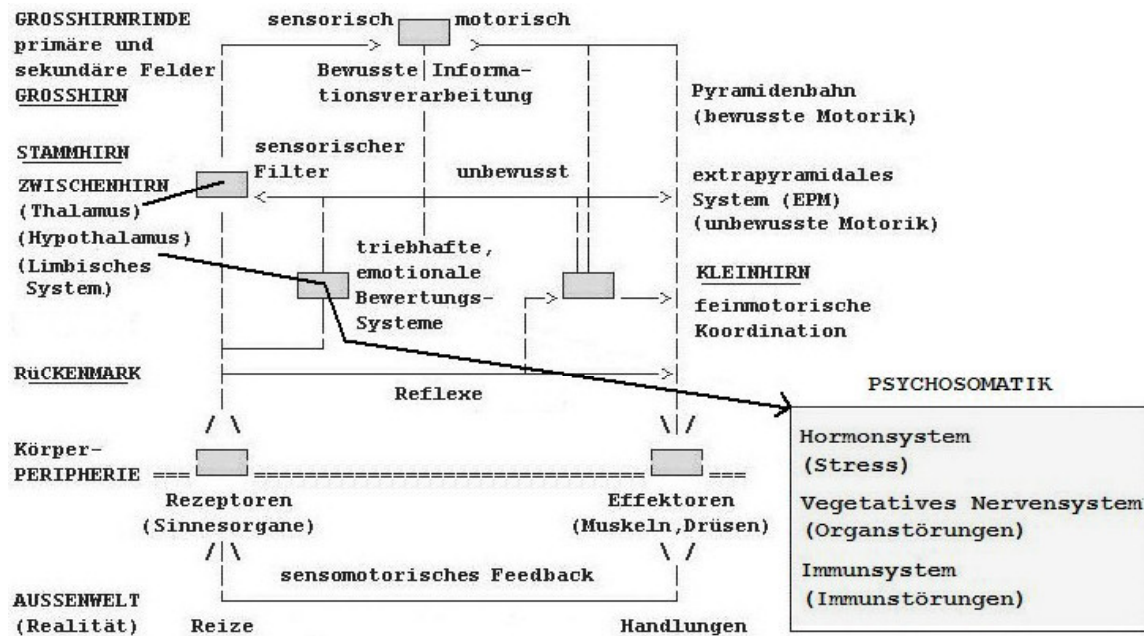 GROSSHIRNRINDE
primäre und
sekundäre Felder
GROSSHIRN
sensorisch
motorisch
Bewusste Informa-
tionsverarbeitung
Pyramidenbahn
(bewusste Motorik)
STAMMHIRN
ZWISCHENHIRN
(Thalamus)
(Hypothalamus)
(Limbisches
System)
sensorischer
Filter
unbewusst
extrapyramidales
System (EPM)
(unbewusste Motorik)
triebhafte,
emotionale
Bewertungs-
Systeme
KLEINHIRN
feinmotorische
Koordination
RüCKENMARK
Reflexe
Körper-
PERIPHERIE
Rezeptoren
(Sinnesorgane)
Effektoren
(Muskeln,Drüsen)
sensomotorisches Feedback
AUSSENWELT
(Realität)
Reize
Handlungen
PSYCHOSOMATIK
Hormonsystem
(Stress)
Vegetatives Nervensystem
(Organstörungen)
Immunsystem
(Immunstörungen)